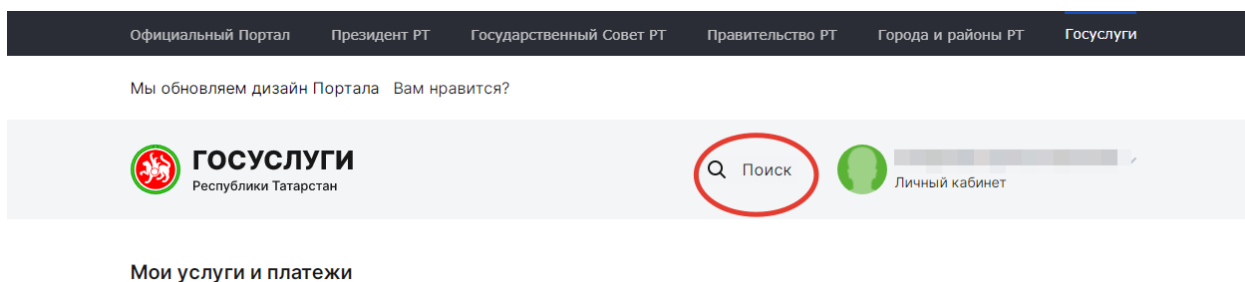 Официальный Портал Президент РТ Государственный Совет РТ Правительство РТ Города и районы РТ Госуслуги
Мы обновляем дизайн Портала Вам нравится?
ГОСУСЛУГИ
Республики Татарстан
Поиск
Личный кабинет
Мои услуги и платежи